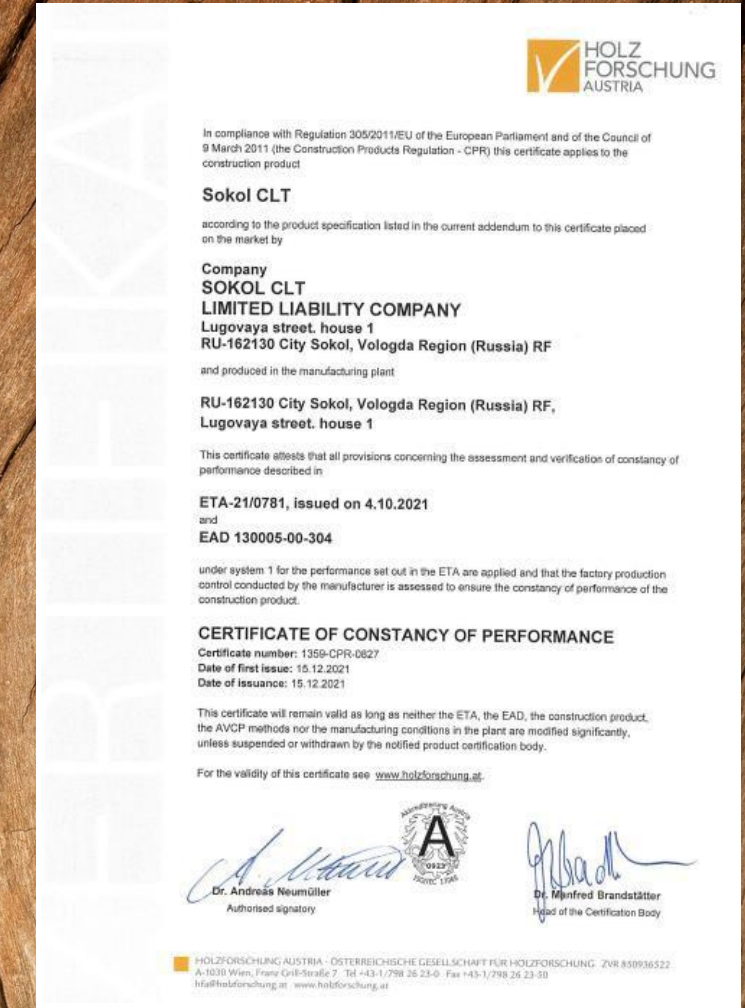 HOLZ
FORSCHUNG
AUSTRIA
In compliance with Regulation 305/2011/EU of the European Parliament and of the Council of
9 March 2011 (the Construction Products Regulation - CPR) this certificate applies to the
construction product
Sokol CLT
according to the product specification listed in the current addendum to this certificate placed
on the market by
Company
SOKOL CLT
LIMITED LIABILITY COMPANY
Lugovaya street. house 1
RU-162130 City Sokol, Vologda Region (Russia) RF
and produced in the manufacturing plant
RU-162130 City Sokol, Vologda Region (Russia) RF,
Lugovaya street. house 1
This certificate attests that all provisions concerning the assessment and verification of constancy of
performance described in
ETA-21/0781, issued on 4.10.2021
and
EAD 130005-00-304
under system 1 for the performance set out in the ETA are applied and that the factory production
control conducted by the manufacturer is assessed to ensure the constancy of performance of the
construction product.
CERTIFICATE OF CONSTANCY OF PERFORMANCE
Certificate number: 1359-CPR-0827
Date of first issue: 15.12.2021
Date of issuance: 15.12.2021
This certificate will remain valid as long as neither the ETA, the EAD, the construction product,
the AVCP methods nor the manufacturing conditions in the plant are modified significantly,
unless suspended or withdrawn by the notified product certification body.
For the validity of this certificate see www.holzforschung.at.
Akkreditierung Austria
A
0923
ISO/IEC 17065
Dr. Andreas Neumüller
Authorised signatory
Dr. Manfred Brandstätter
Head of the Certification Body
HOLZFORSCHUNG AUSTRIA - ÖSTERREICHISCHE GESELLSCHAFT FÜR HOLZFORSCHUNG ZVR 850936522
A-1030 Wien, Franz Grill-Straße 7 Tel +43-1/798 26 23-0 Fax +43-1/798 26 23-50
hfa@holzforschung.at www.holzforschung.at